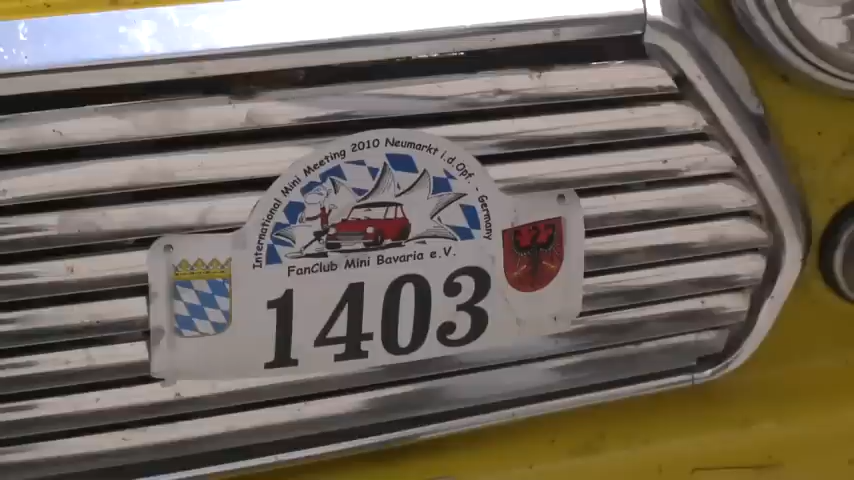 International Mini Meeting 2010 Neumarkt i.d.Opf. - Germany
FanClub Mini Bavaria e.V.
1403